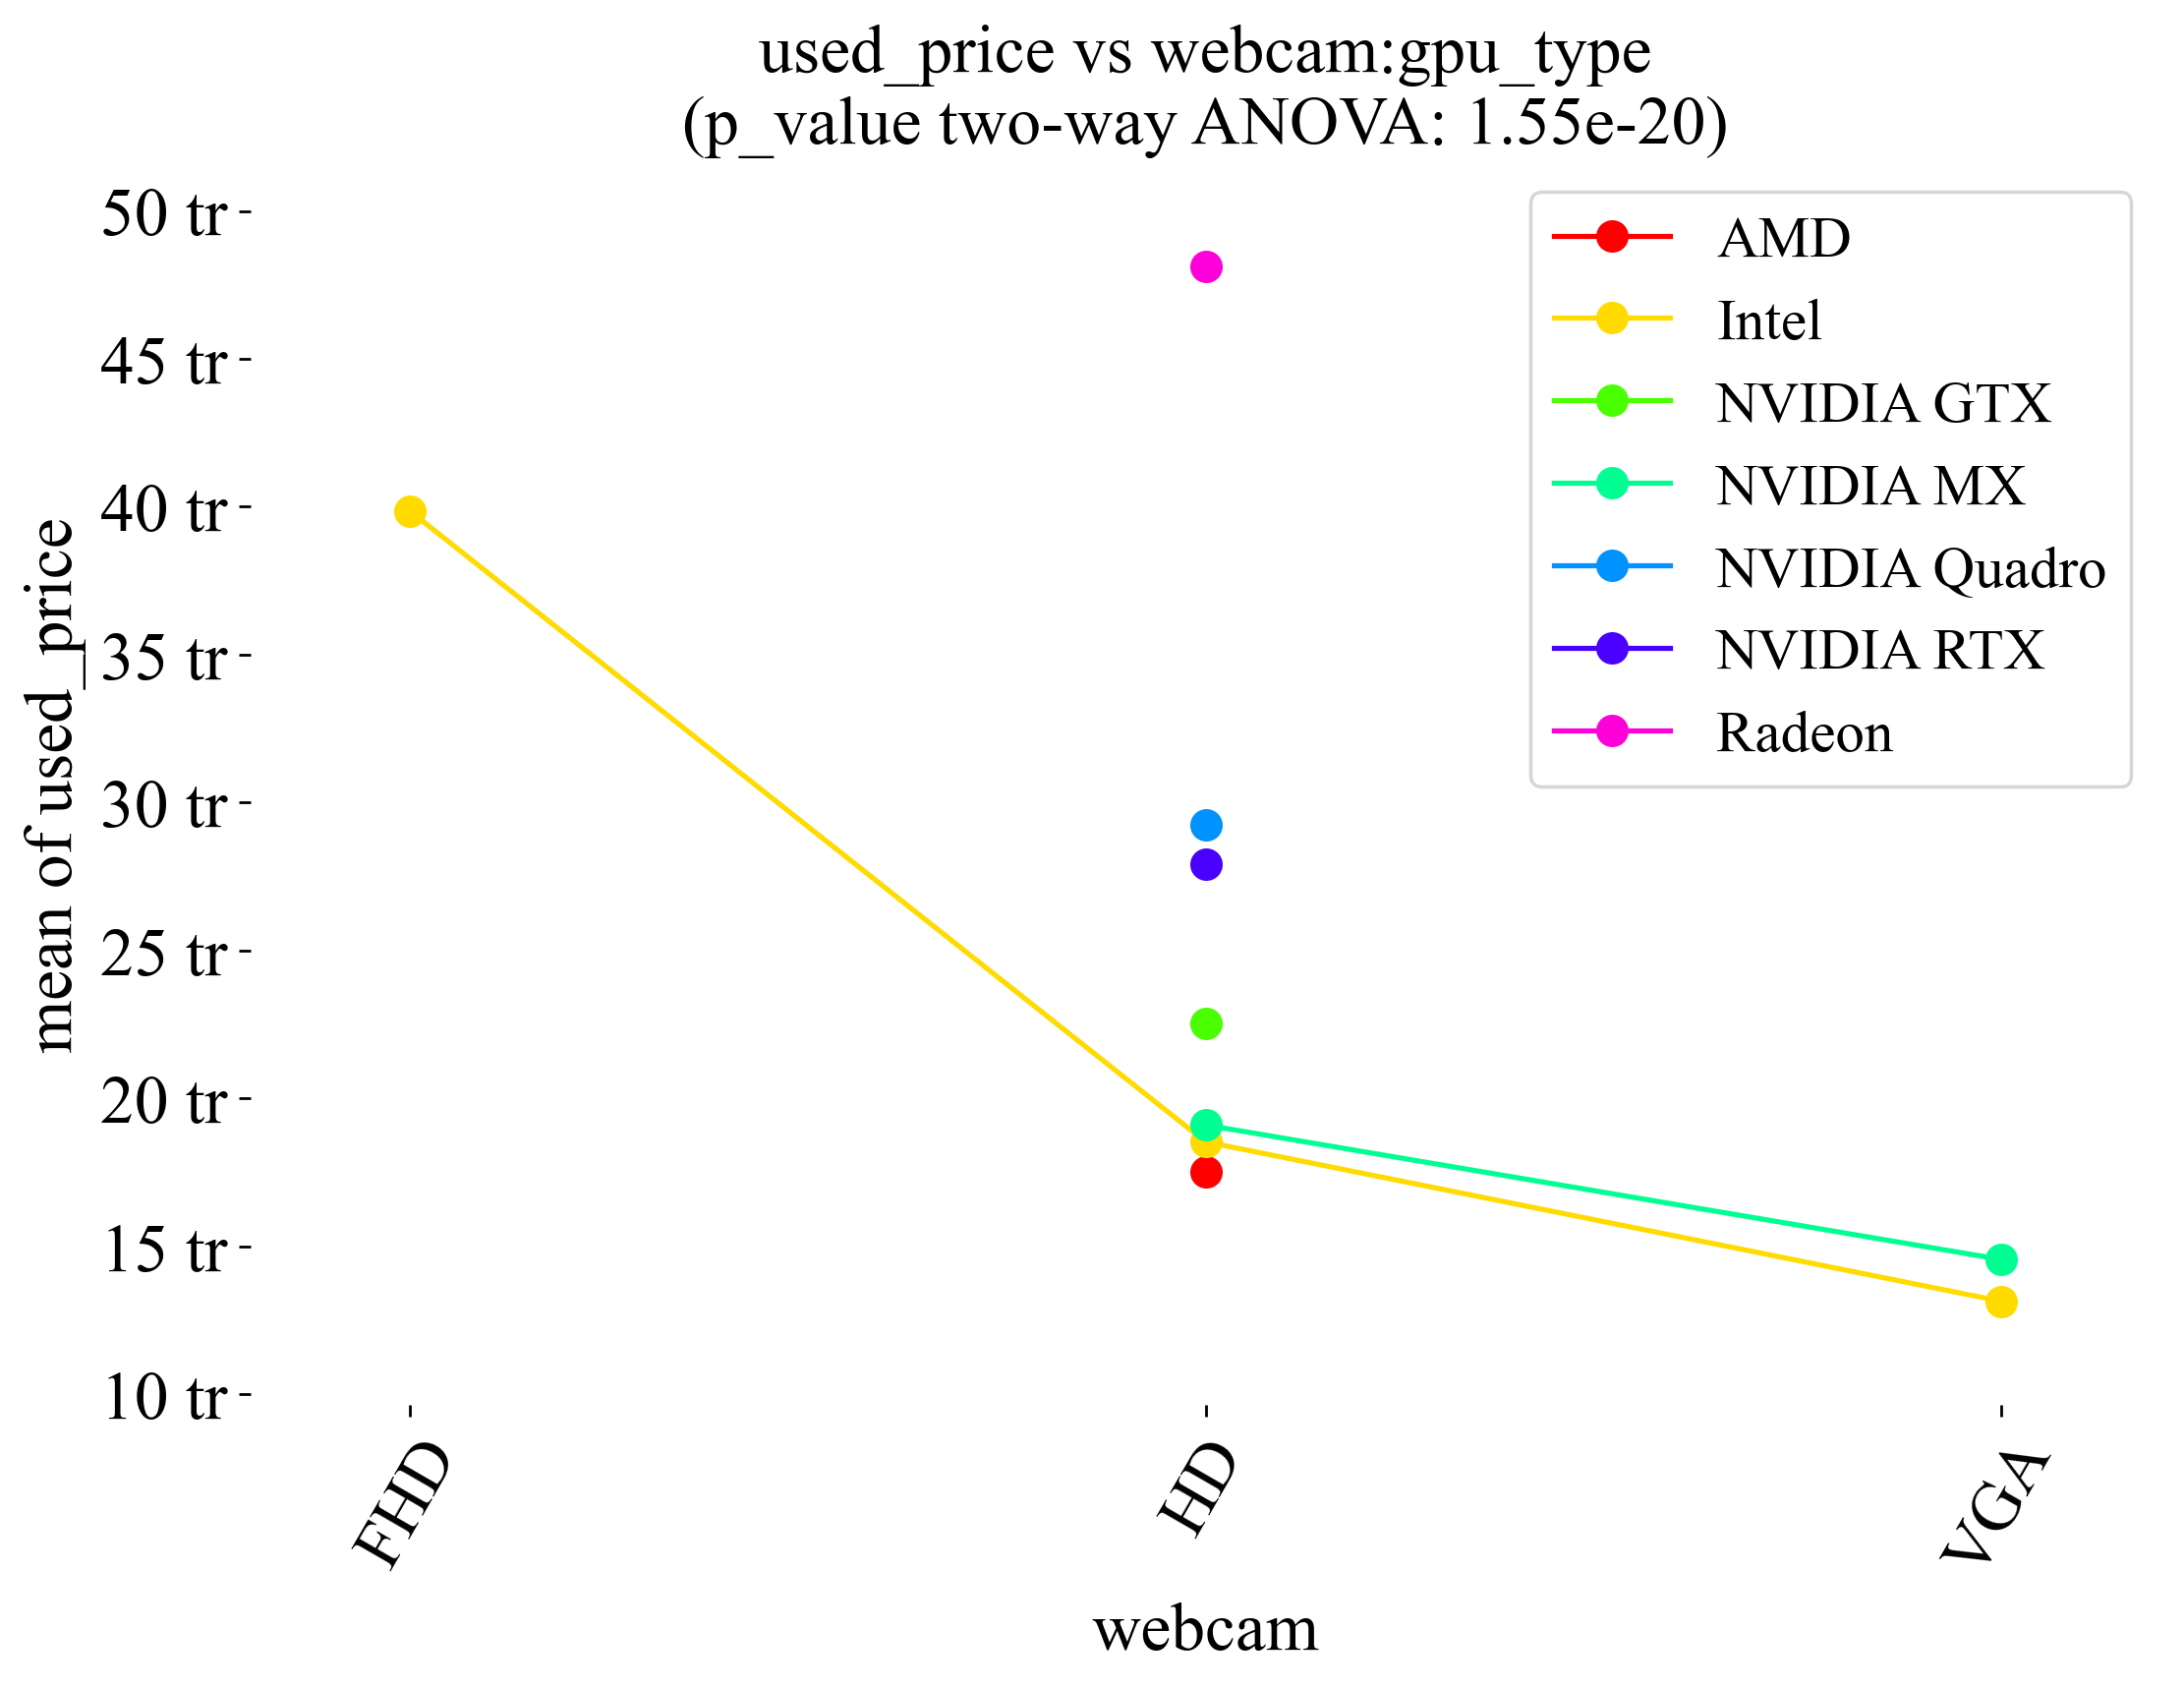 used_price vs webcam:gpu_type
(p_value two-way ANOVA: 1.55e-20)
50 tr
45 tr
40 tr
35 tr
30 tr
25 tr
20 tr
15 tr
10 tr
mean of used_price
AMD
Intel
NVIDIA GTX
NVIDIA MX
NVIDIA Quadro
NVIDIA RTX
Radeon
FHD
HD
VGA
webcam